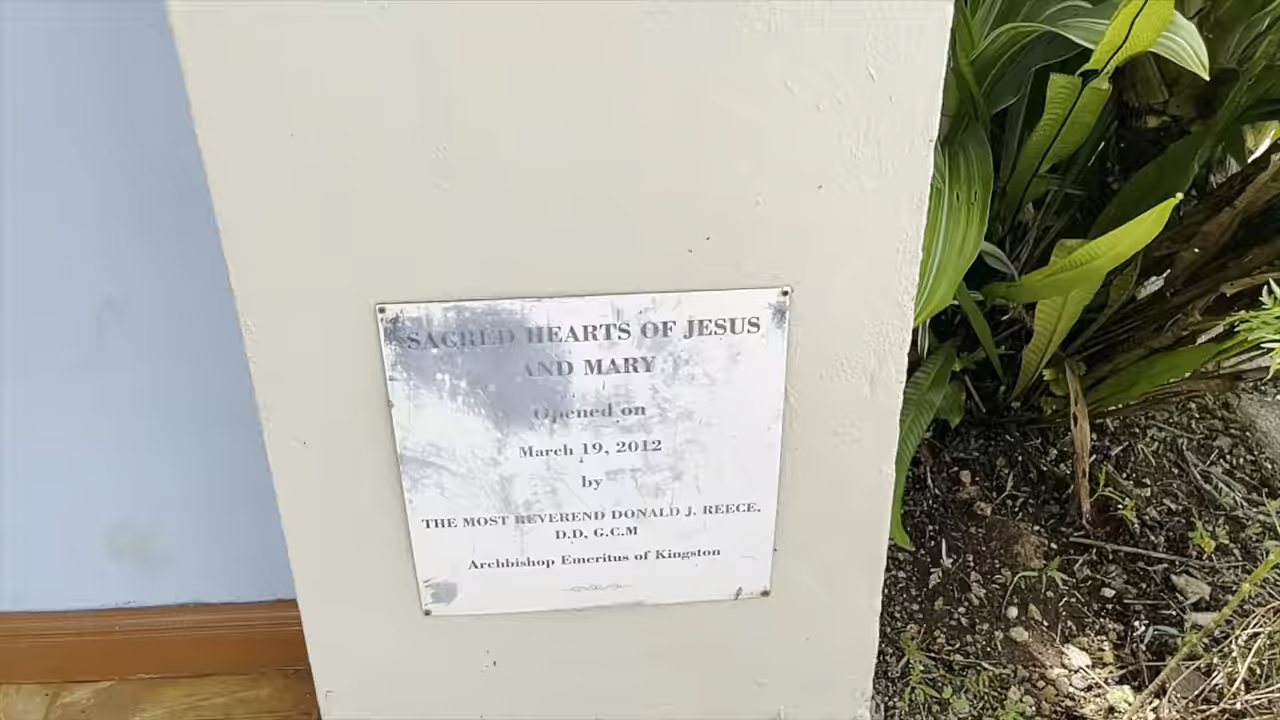 SACRED HEARTS OF JESUS
AND MARY
Opened on
March 19, 2012
by
THE MOST REVEREND DONALD J. REECE,
D.D, G.C.M
Archbishop Emeritus of Kingston